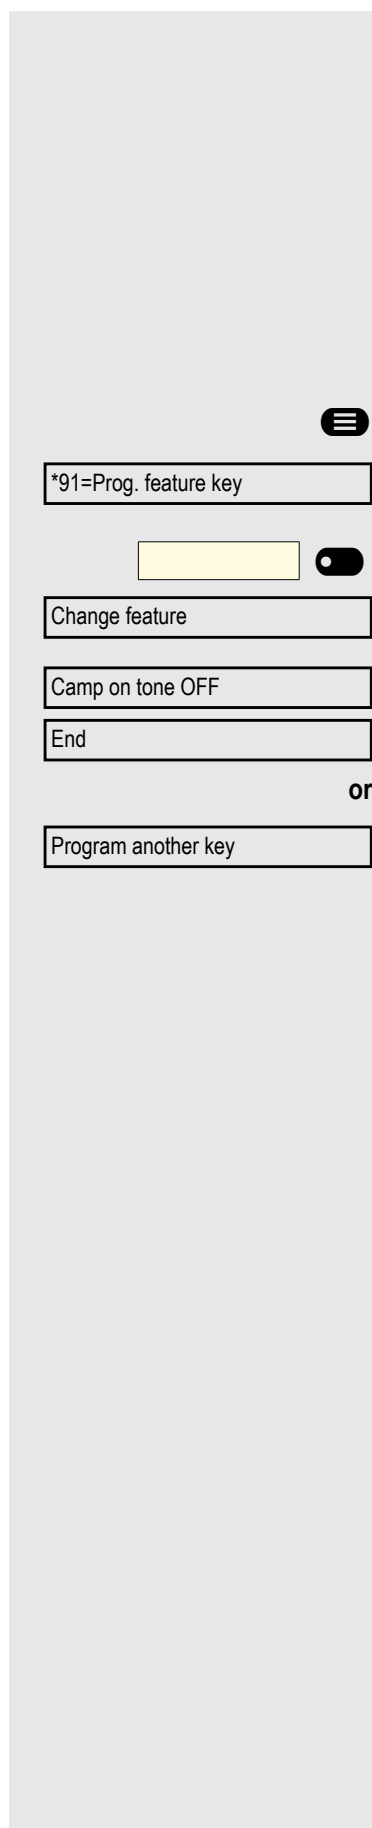 *91=Prog. feature key
Change feature
Camp on tone OFF
End
or
Program another key